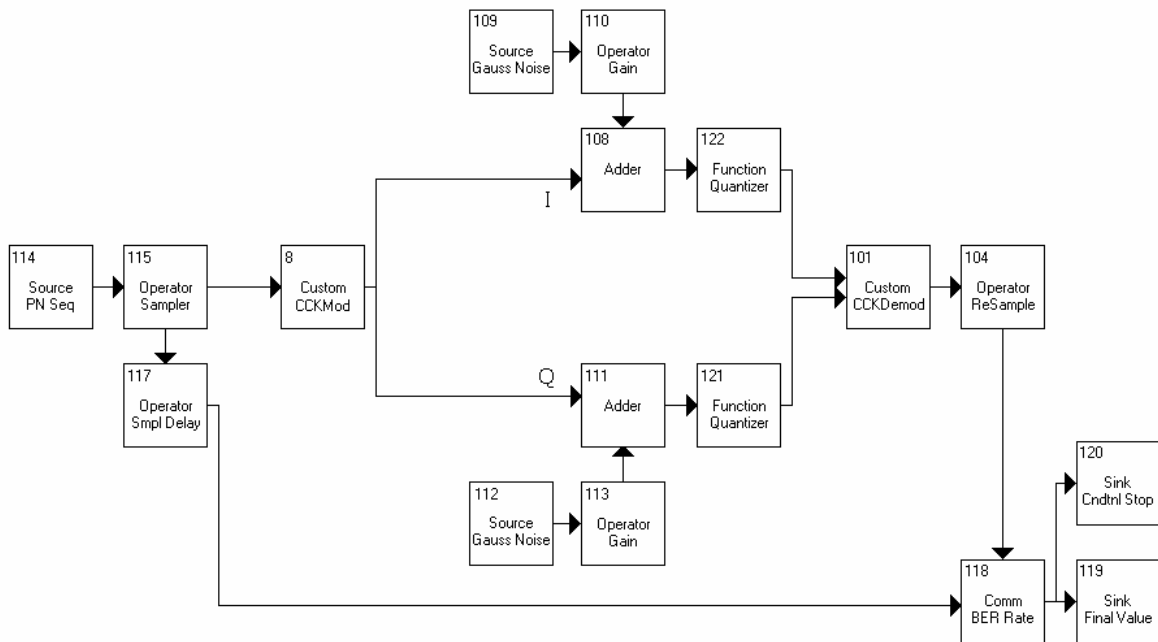 109
Source
Gauss Noise
110
Operator
Gain
108
Adder
122
Function
Quantizer
I
114
Source
PN Seq
115
Operator
Sampler
8
Custom
CCKMod
101
Custom
CCKDemod
104
Operator
ReSample
117
Operator
Smpl Delay
Q
111
Adder
121
Function
Quantizer
112
Source
Gauss Noise
113
Operator
Gain
120
Sink
Cndtnl Stop
118
Comm
BER Rate
119
Sink
Final Value